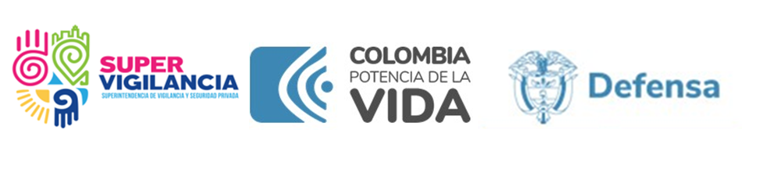 SUPER
VIGILANCIA
SUPERINTENDENCIA DE VIGILANCIA Y SEGURIDAD PRIVADA
COLOMBIA
POTENCIA DE LA
VIDA
Defensa